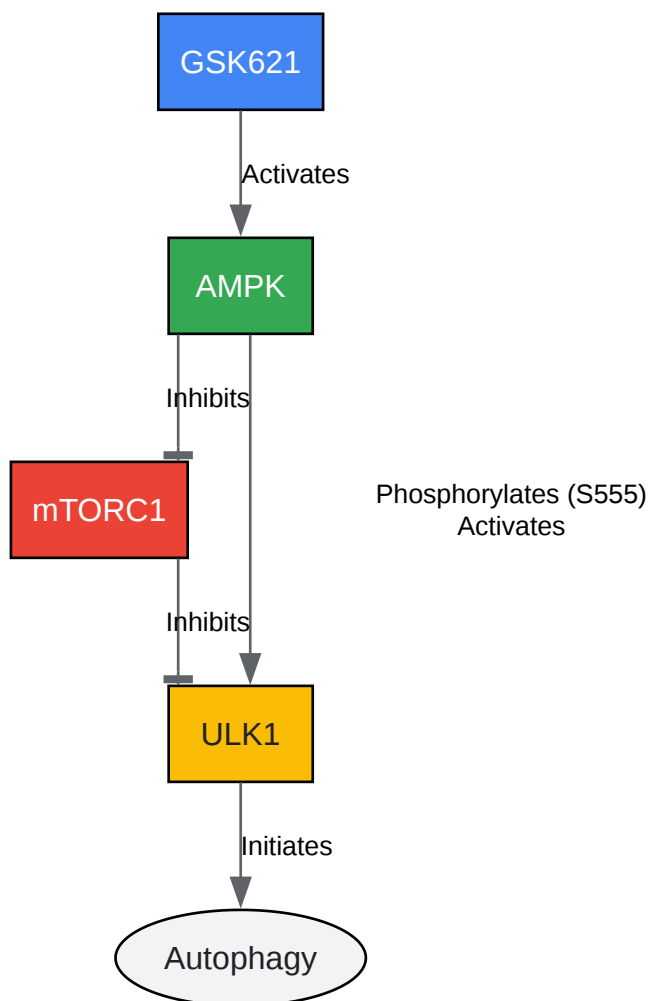 GSK621
Activates
AMPK
Inhibits
mTORC1
Phosphorylates (S555)
Activates
Inhibits
ULK1
Initiates
Autophagy